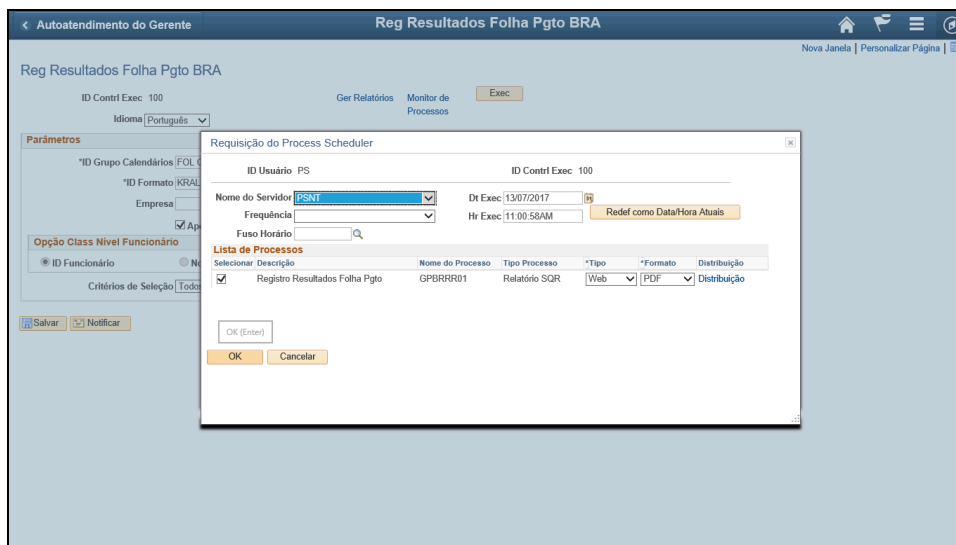 Autoatendimento do Gerente
Reg Resultados Folha Pgto BRA
Nova Janela | Personalizar Página |
Reg Resultados Folha Pgto BRA
ID Contrl Exec 100
Ger Relatórios
Monitor de Processos
Exec
Idioma Português
Parâmetros
*ID Grupo Calendários FOL
*ID Formato KRAL
Empresa
Opção Class Nível Funcionário
ID Funcionário
Critérios de Seleção
Salvar
Notificar
Requisição do Process Scheduler
ID Usuário PS
ID Contrl Exec 100
Nome do Servidor PSNT
Dt Exec 13/07/2017
Frequência
Hr Exec 11:00:58AM
Redef como Data/Hora Atuais
Fuso Horário
Lista de Processos
Selecionar Descrição Nome do Processo Tipo Processo *Tipo *Formato Distribuição
Registro Resultados Folha Pgto GPBRRR01 Relatório SQR Web PDF Distribuição
OK (Enter)
OK Cancelar